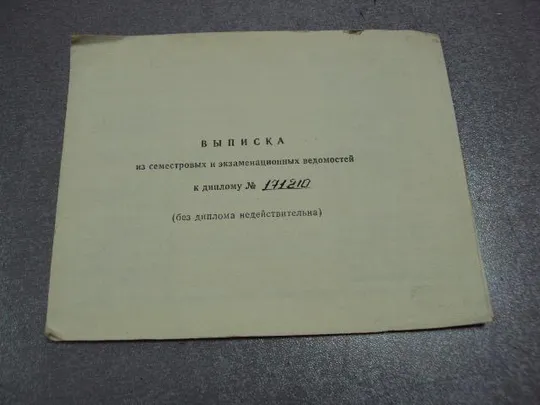 ВЫПИСКА
из семестровых и экзаменационных ведомостей
к диплому № 171210
(без диплома недействительна)